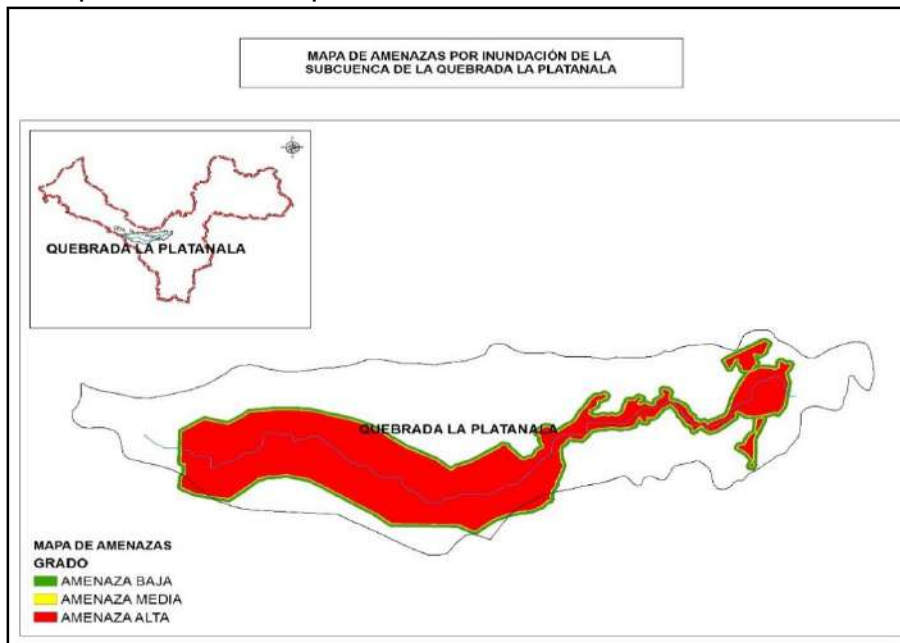 MAPA DE AMENAZAS POR INUNDACIÓN DE LA
SUBCUENCA DE LA QUEBRADA LA PLATANALA
QUEBRADA LA PLATANALA
QUEBRADA LA PLATANALA
MAPA DE AMENAZAS
GRADO
AMENAZA BAJA
AMENAZA MEDIA
AMENAZA ALTA